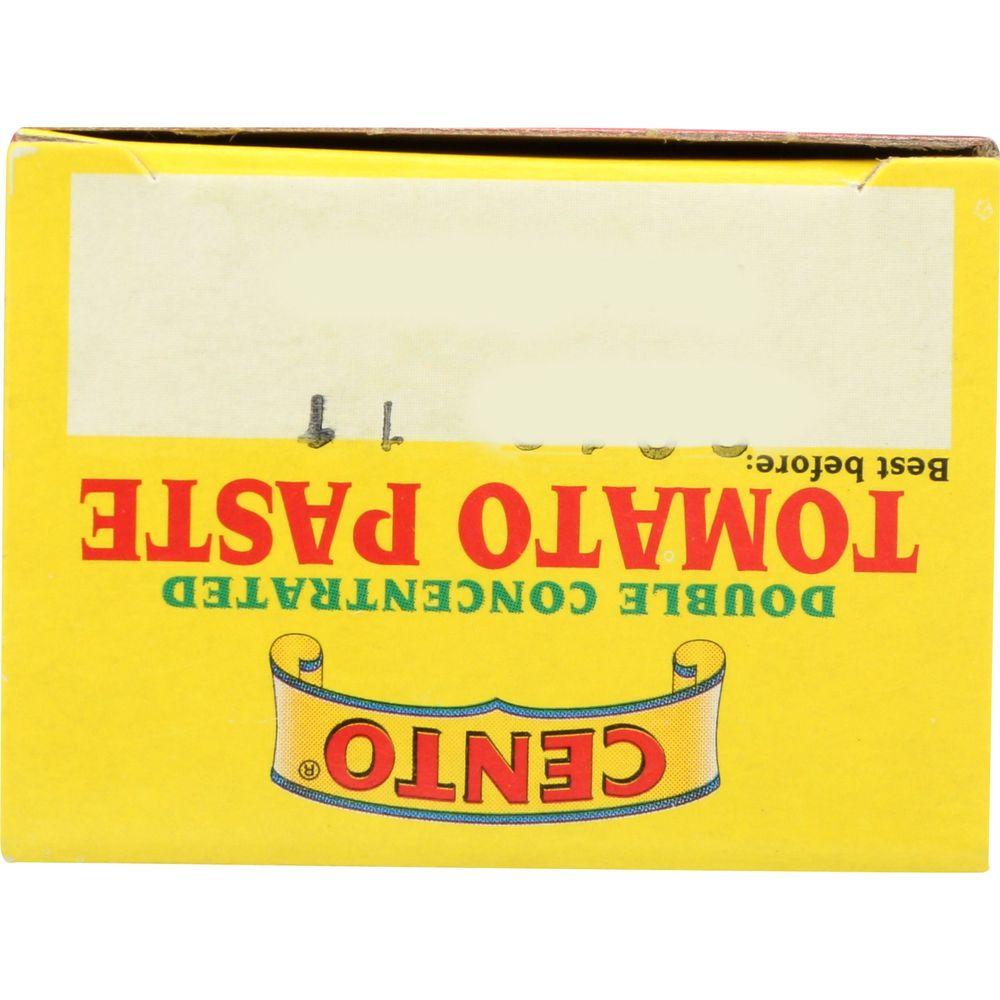 CENTO®
DOUBLE CONCENTRATED
TOMATO PASTE
Best before: